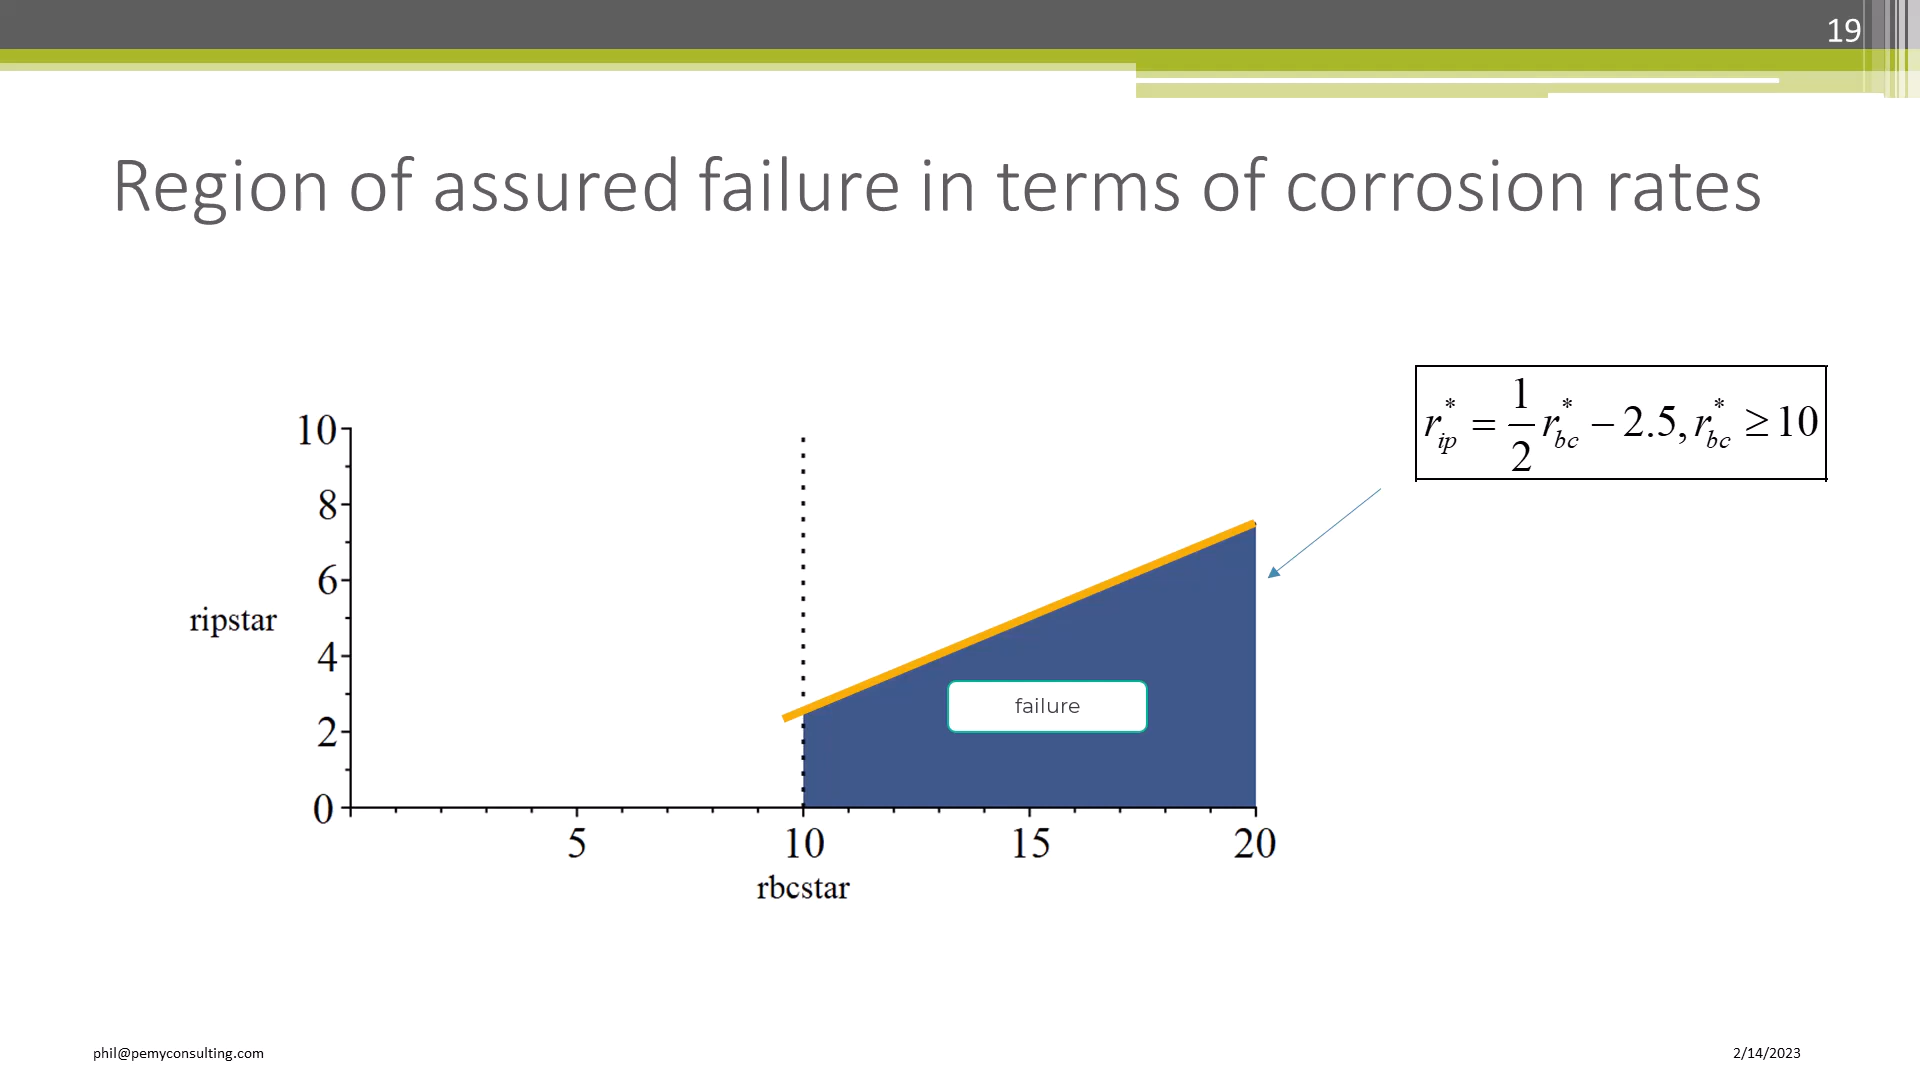 19
Region of assured failure in terms of corrosion rates
r*ip = 1/2 r*bc − 2.5, r*bc ≥ 10
10
8
6
ripstar
4
failure
2
0
5 10 15 20
rbcstar
phil@pemyconsulting.com 2/14/2023